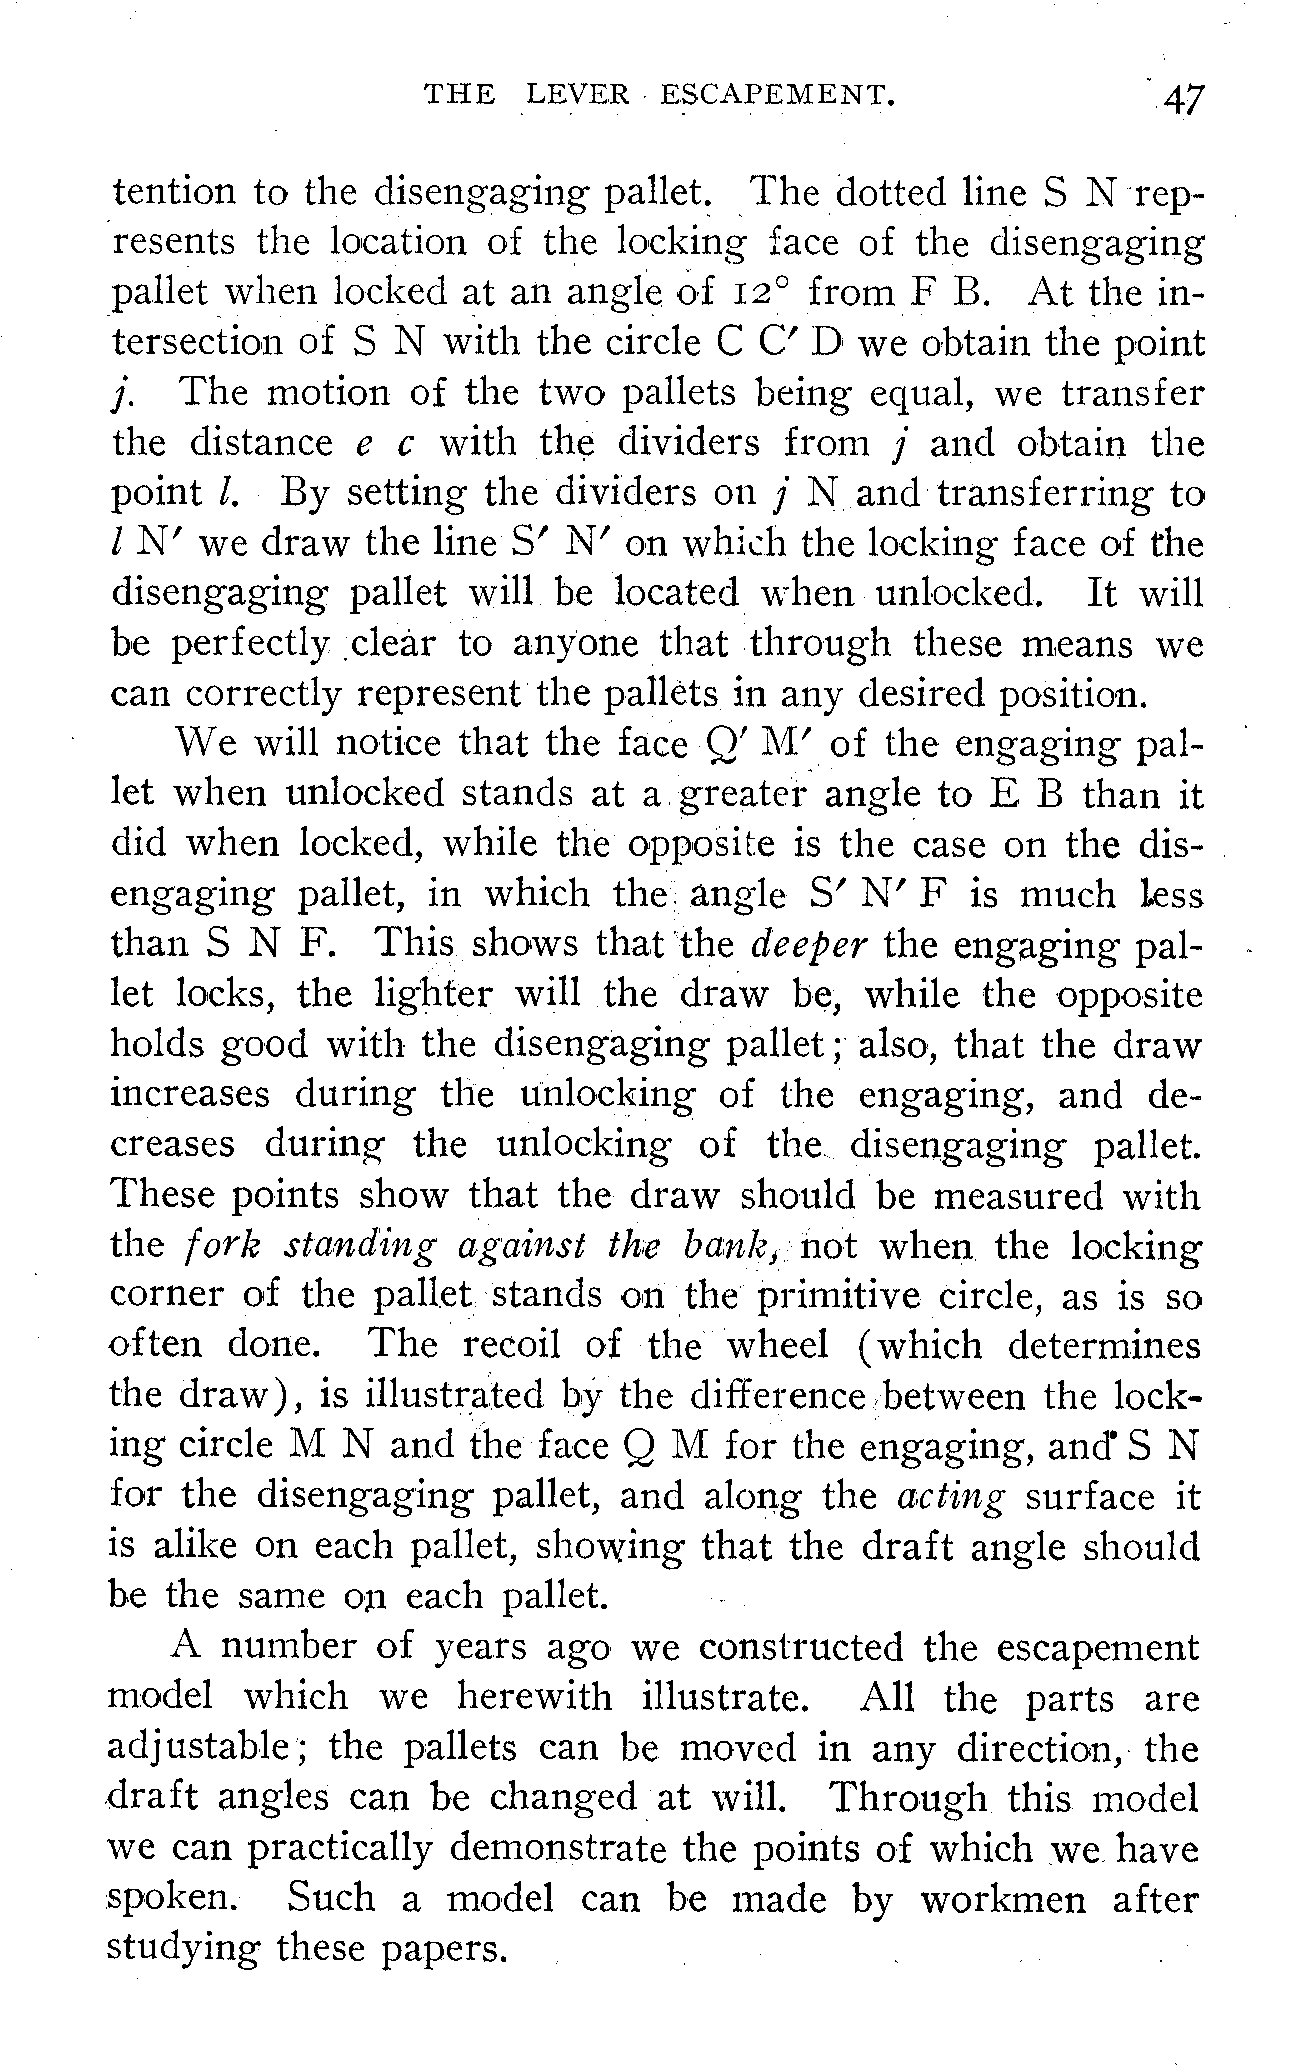 THE LEVER ESCAPEMENT. 47
tention to the disengaging pallet. The dotted line S N rep-
resents the location of the locking face of the disengaging
pallet when locked at an angle of 12° from F B. At the in-
tersection of S N with the circle C C′ D we obtain the point
j. The motion of the two pallets being equal, we transfer
the distance e c with the dividers from j and obtain the
point l. By setting the dividers on j N and transferring to
l N′ we draw the line S′ N′ on which the locking face of the
disengaging pallet will be located when unlocked. It will
be perfectly clear to anyone that through these means we
can correctly represent the pallets in any desired position.
We will notice that the face Q′ M′ of the engaging pal-
let when unlocked stands at a greater angle to E B than it
did when locked, while the opposite is the case on the dis-
engaging pallet, in which the angle S′ N′ F is much less
than S N F. This shows that the deeper the engaging pal-
let locks, the lighter will the draw be, while the opposite
holds good with the disengaging pallet; also, that the draw
increases during the unlocking of the engaging, and de-
creases during the unlocking of the disengaging pallet.
These points show that the draw should be measured with
the fork standing against the bank, not when the locking
corner of the pallet stands on the primitive circle, as is so
often done. The recoil of the wheel (which determines
the draw), is illustrated by the difference between the lock-
ing circle M N and the face Q M for the engaging, and S N
for the disengaging pallet, and along the acting surface it
is alike on each pallet, showing that the draft angle should
be the same on each pallet.
A number of years ago we constructed the escapement
model which we herewith illustrate. All the parts are
adjustable; the pallets can be moved in any direction, the
draft angles can be changed at will. Through this model
we can practically demonstrate the points of which we have
spoken. Such a model can be made by workmen after
studying these papers.